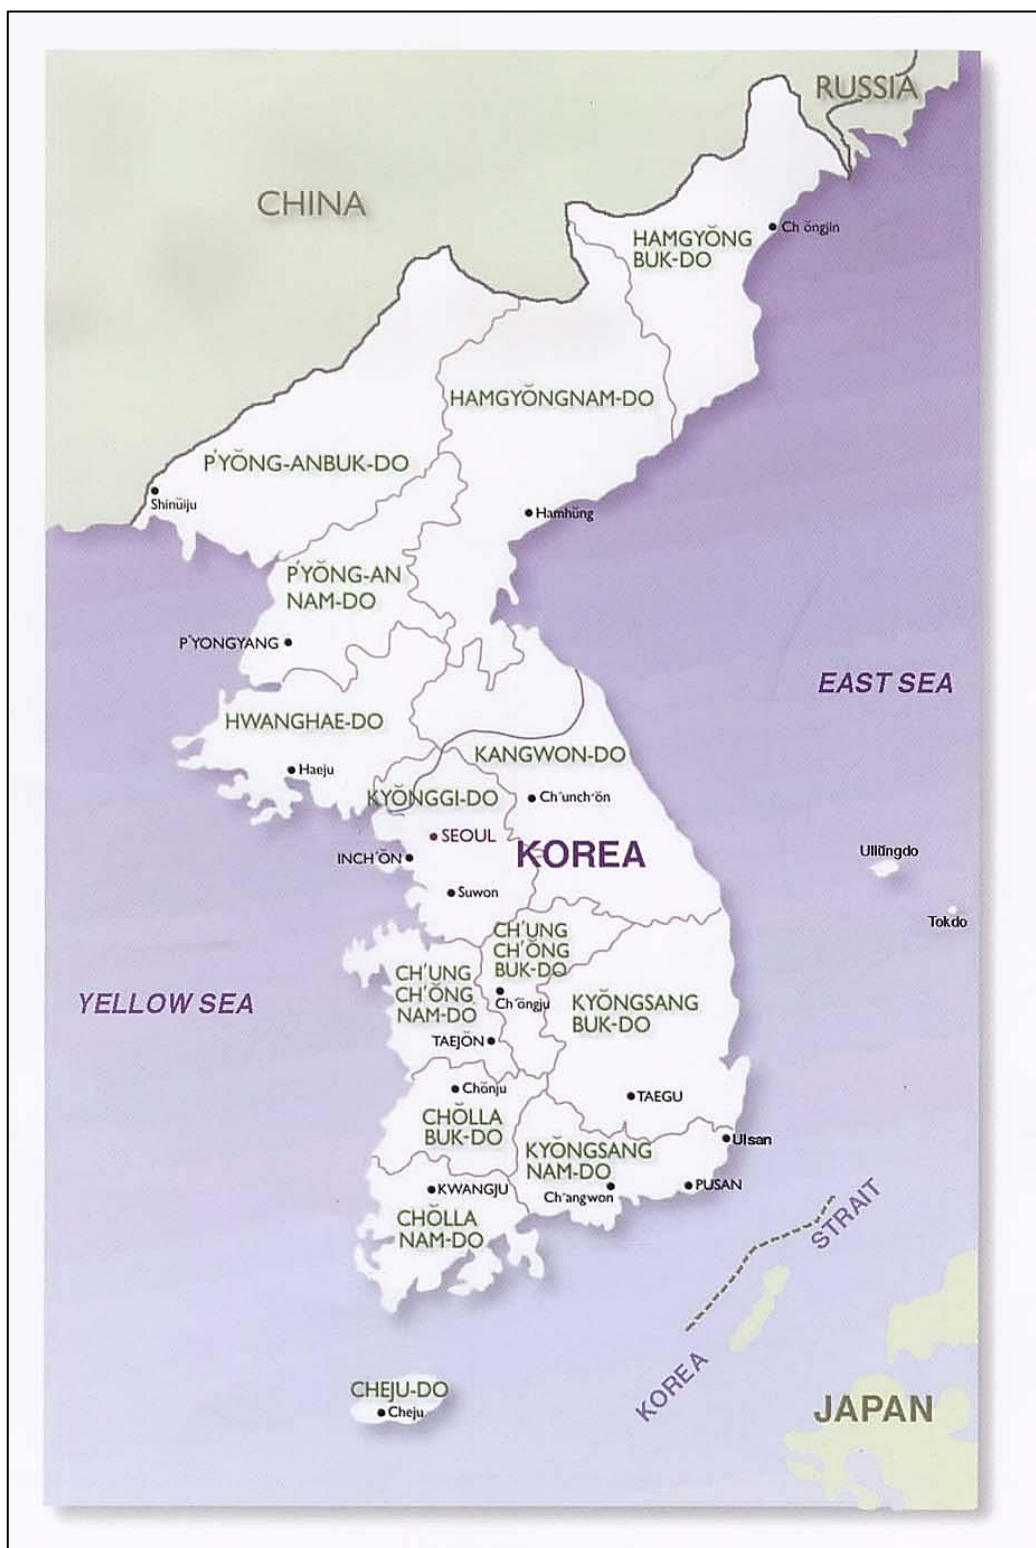 RUSSIA
CHINA
HAMGYŎNG
BUK-DO
Ch ŏngjin
HAMGYŎNGNAM-DO
P'YŎNG-ANBUK-DO
Shinŭiju
Hamhŭng
P'YŎNG-AN
NAM-DO
P'YONGYANG
EAST SEA
HWANGHAE-DO
KANGWON-DO
Haeju
KYŎNGGI-DO
Ch'unch'ŏn
SEOUL
KOREA
INCH'ŎN
Ullŭngdo
Suwon
Tokdo
CH'UNG
CH'ŎNG
BUK-DO
CH'UNG
CH'ŎNG
NAM-DO
YELLOW SEA
Ch'ŏngju
KYŎNGSANG
BUK-DO
TAEJŎN
Chŏnju
TAEGU
CHŎLLA
BUK-DO
Ulsan
KYŎNGSANG
NAM-DO
KWANGJU
Ch'angwon
PUSAN
CHŎLLA
NAM-DO
KOREA STRAIT
CHEJU-DO
Cheju
JAPAN